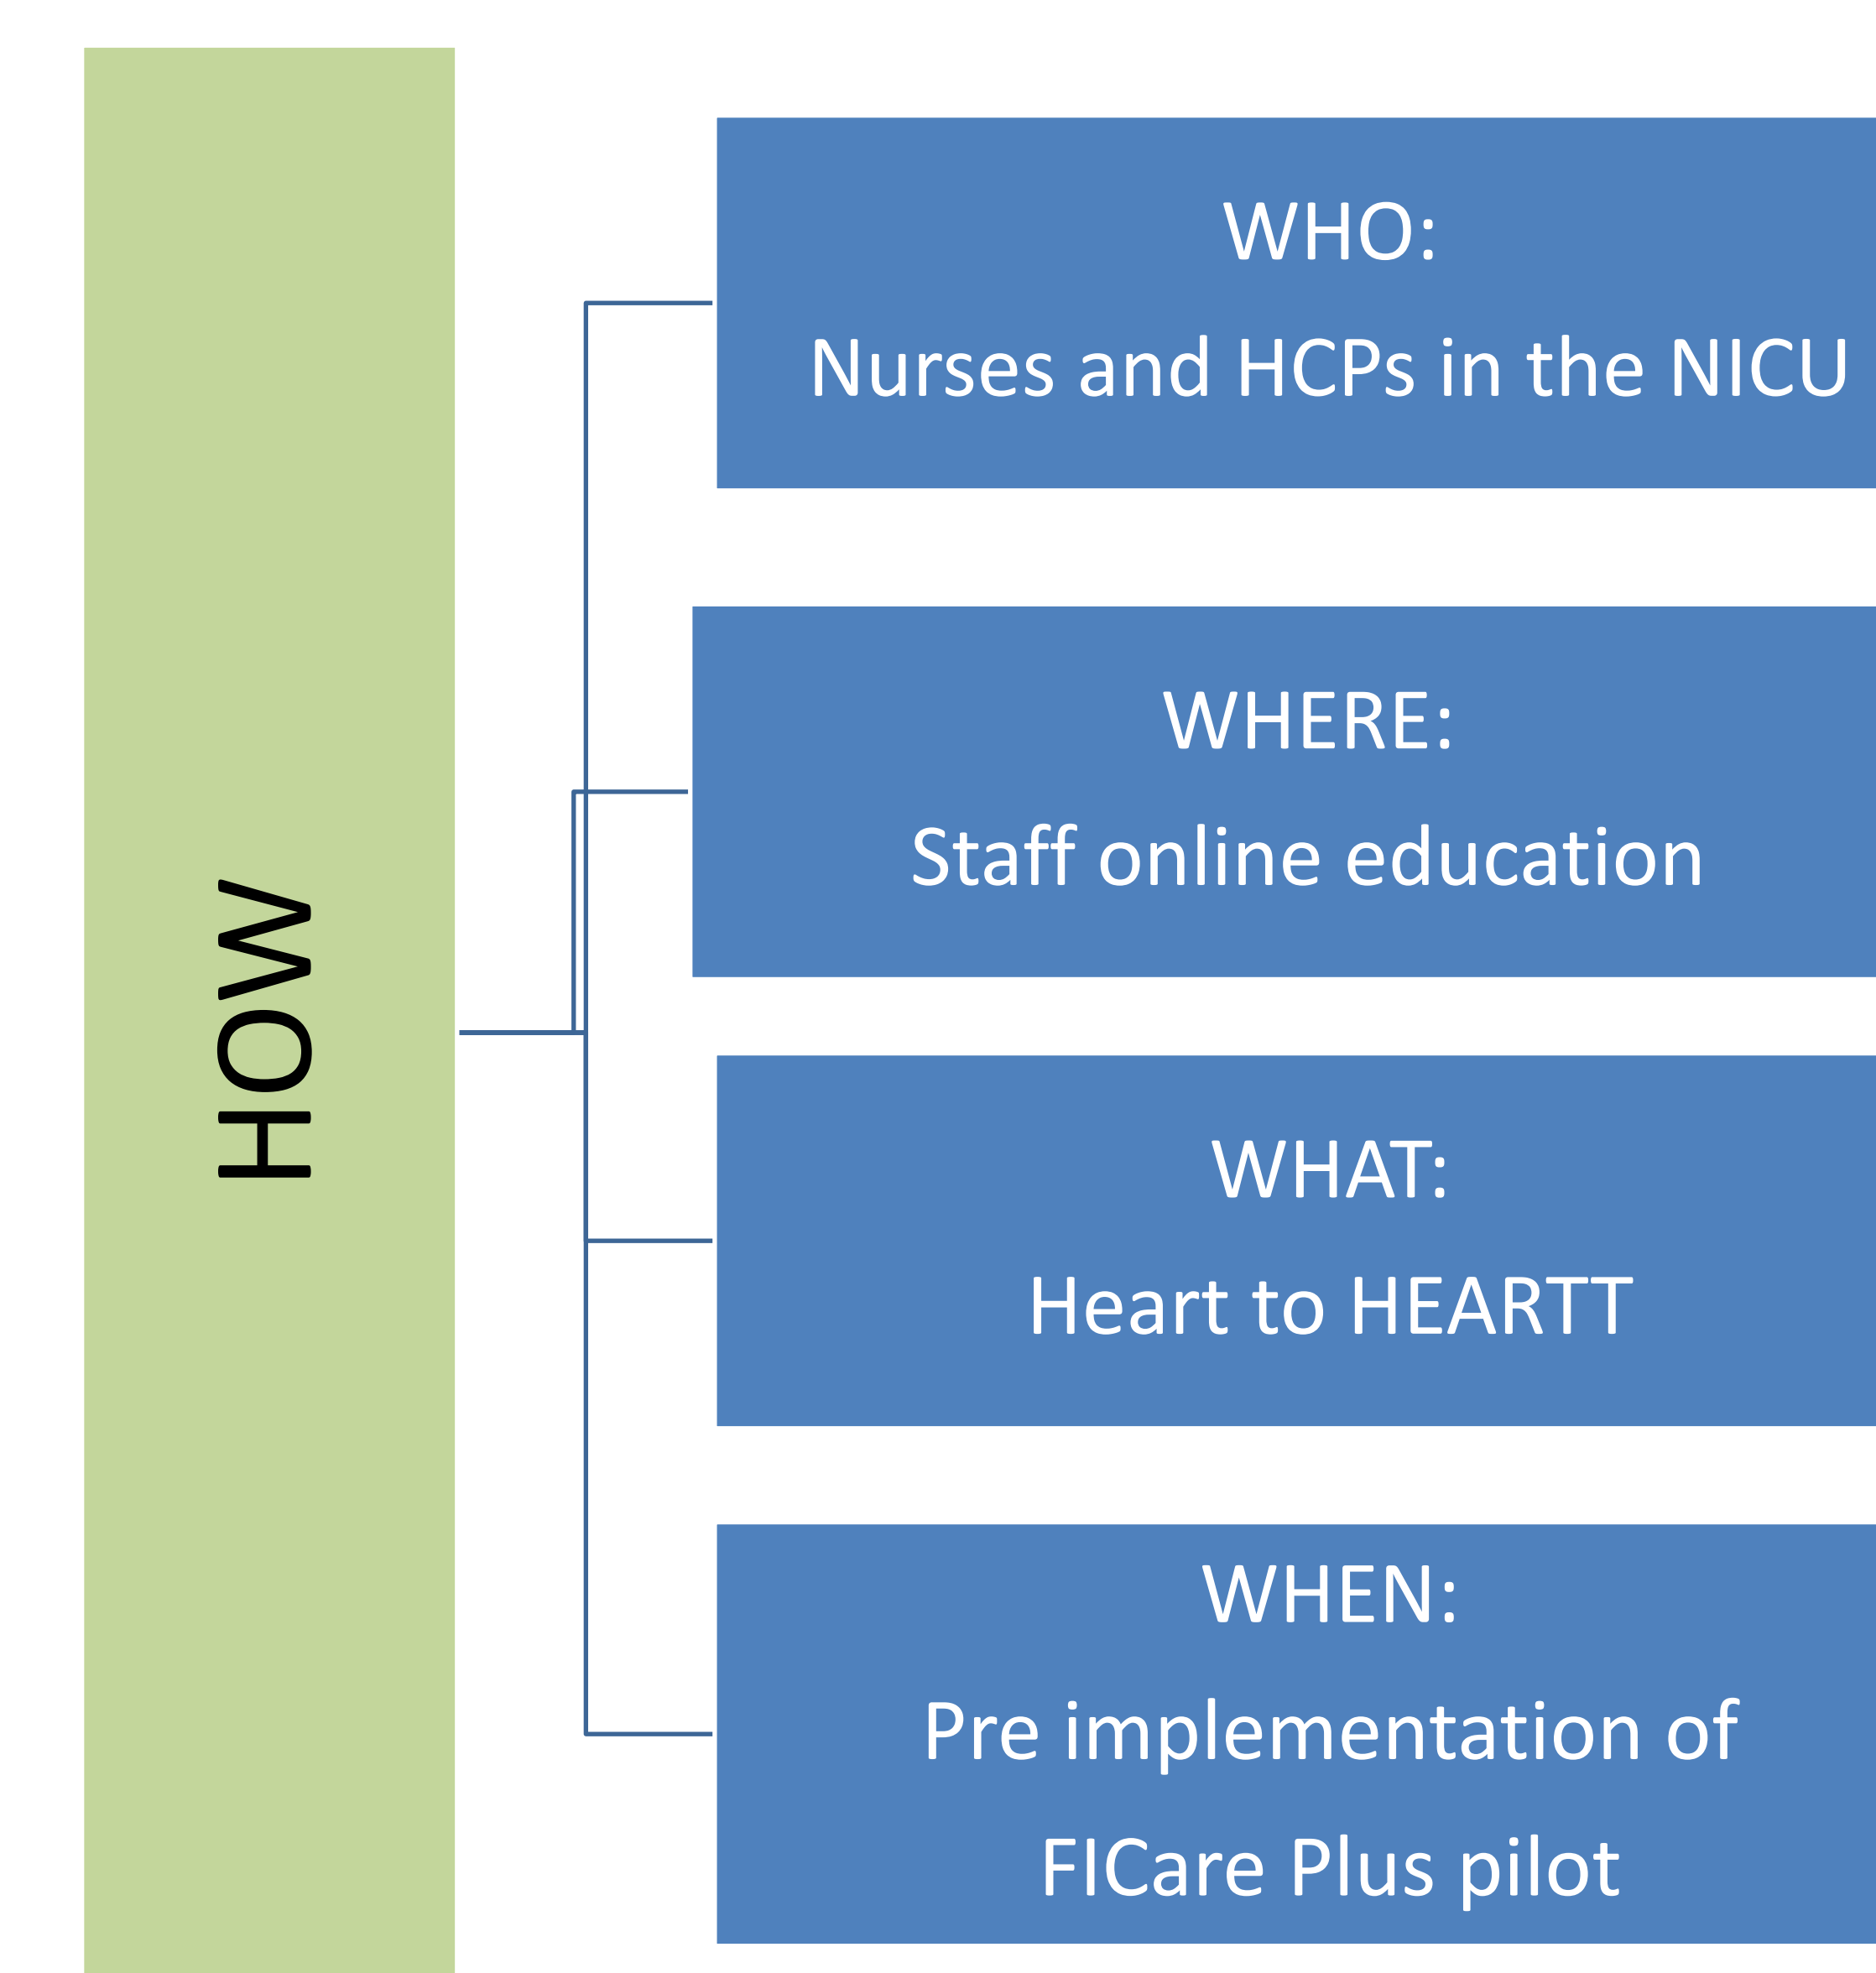 HOW
WHO:
Nurses and HCPs in the NICU
WHERE:
Staff online education
WHAT:
Heart to HEARTT
WHEN:
Pre implementation of
FICare Plus pilot